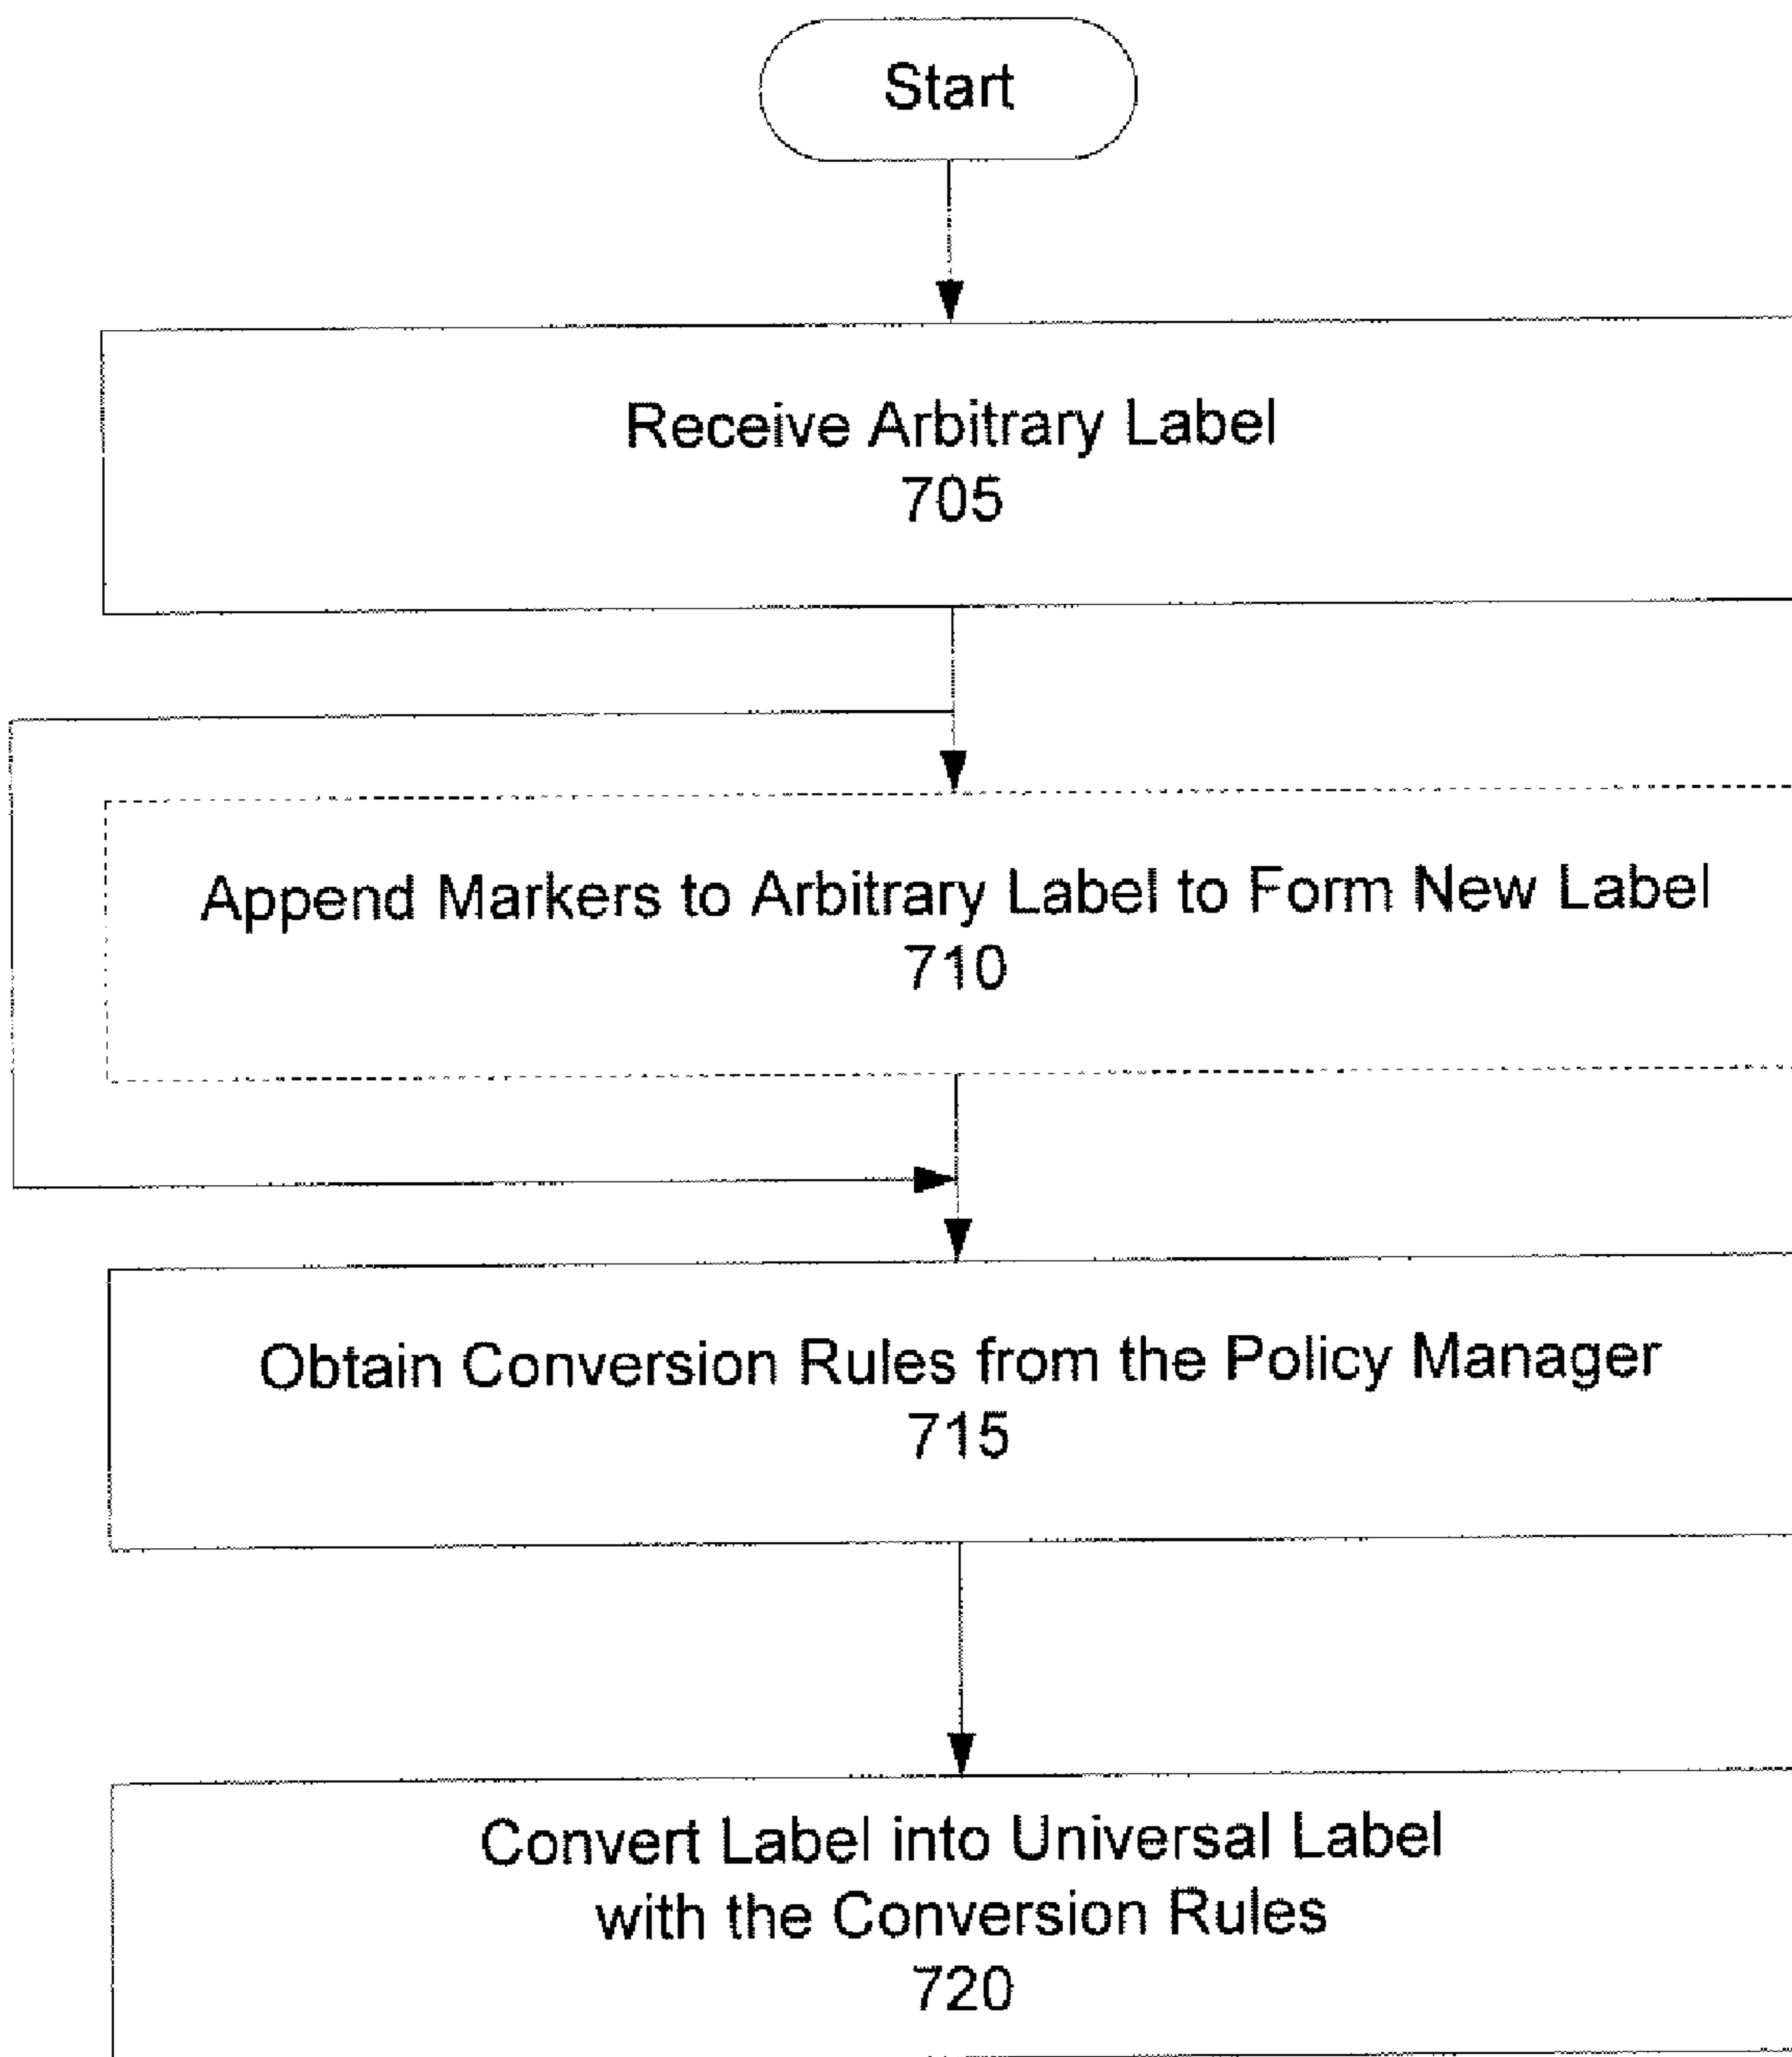 Start
Receive Arbitrary Label
705
Append Markers to Arbitrary Label to Form New Label
710
Obtain Conversion Rules from the Policy Manager
715
Convert Label into Universal Label
with the Conversion Rules
720